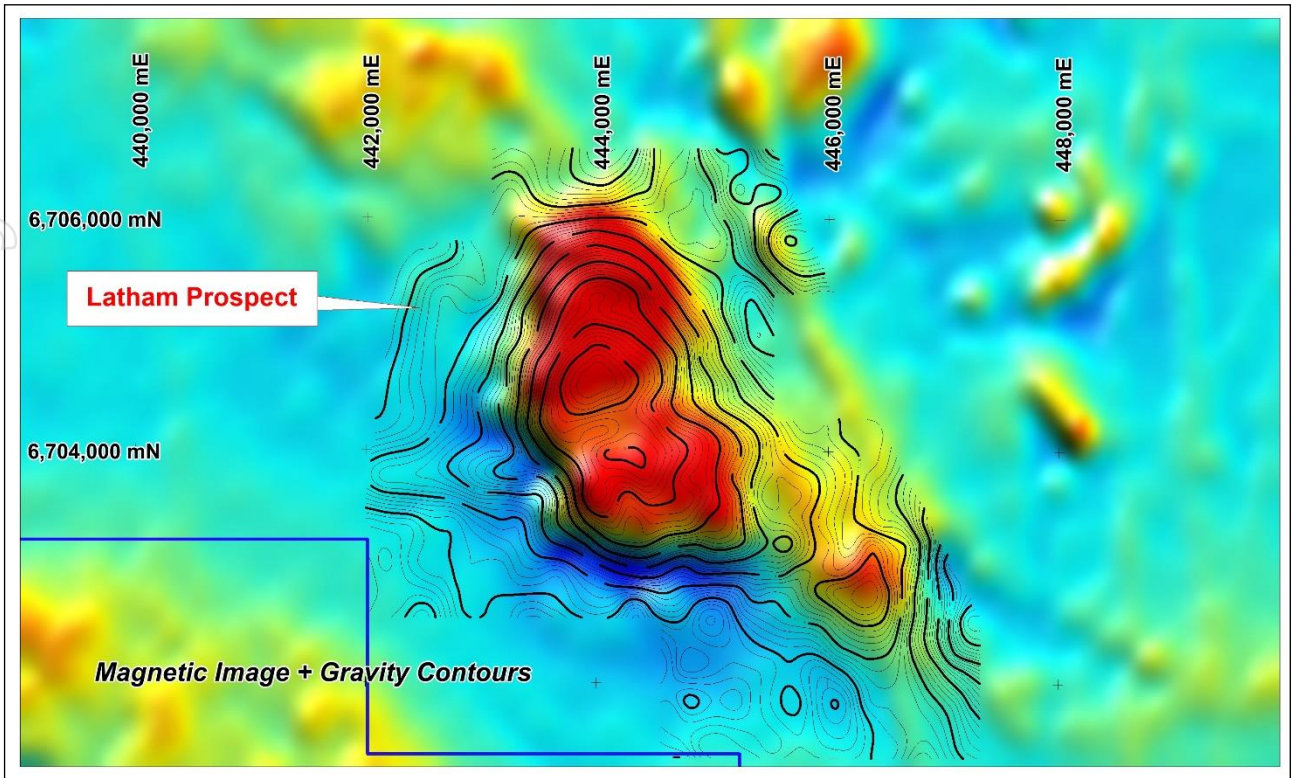 440,000 mE
442,000 mE
444,000 mE
446,000 mE
448,000 mE
6,706,000 mN
Latham Prospect
6,704,000 mN
Magnetic Image + Gravity Contours